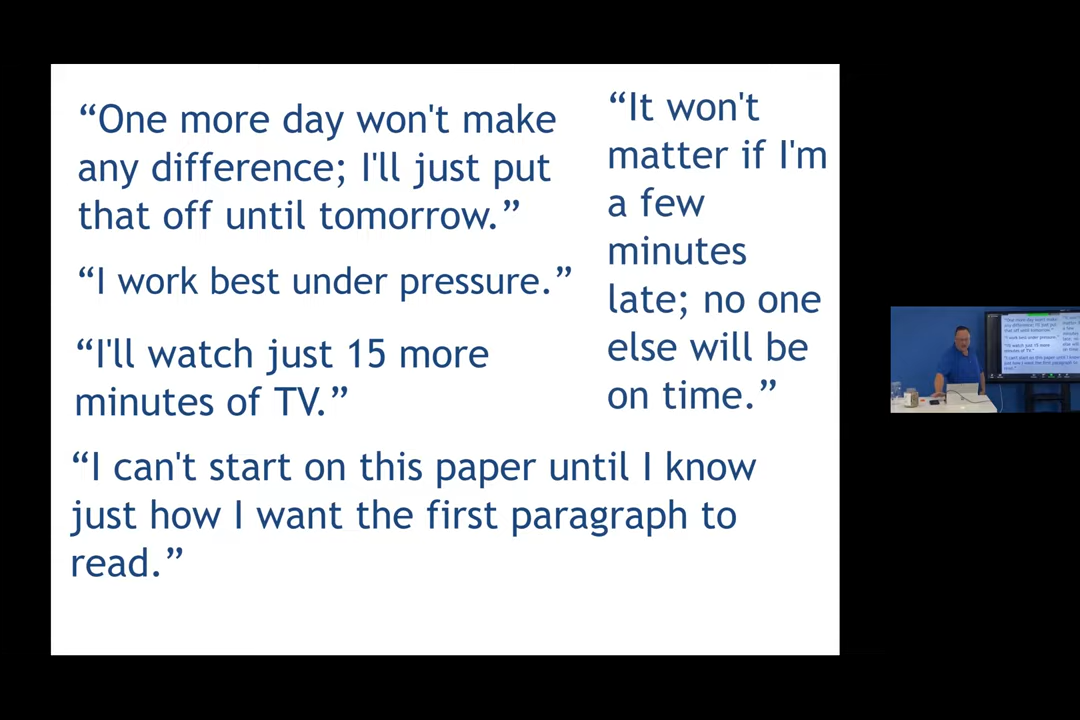 “One more day won't make
any difference; I'll just put
that off until tomorrow.”
“I work best under pressure.”
“I'll watch just 15 more
minutes of TV.”
“It won't
matter if I'm
a few
minutes
late; no one
else will be
on time.”
“I can't start on this paper until I know
just how I want the first paragraph to
read.”